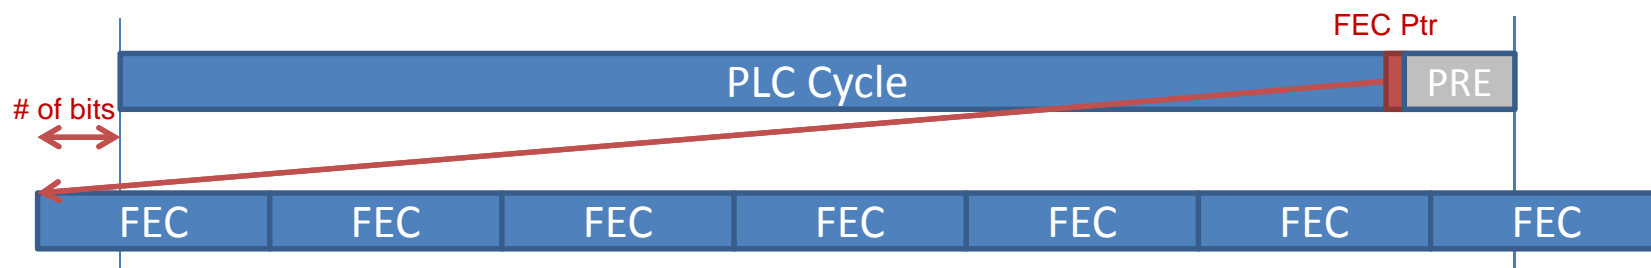 FEC Ptr
PLC Cycle PRE
# of bits
FEC FEC FEC FEC FEC FEC FEC